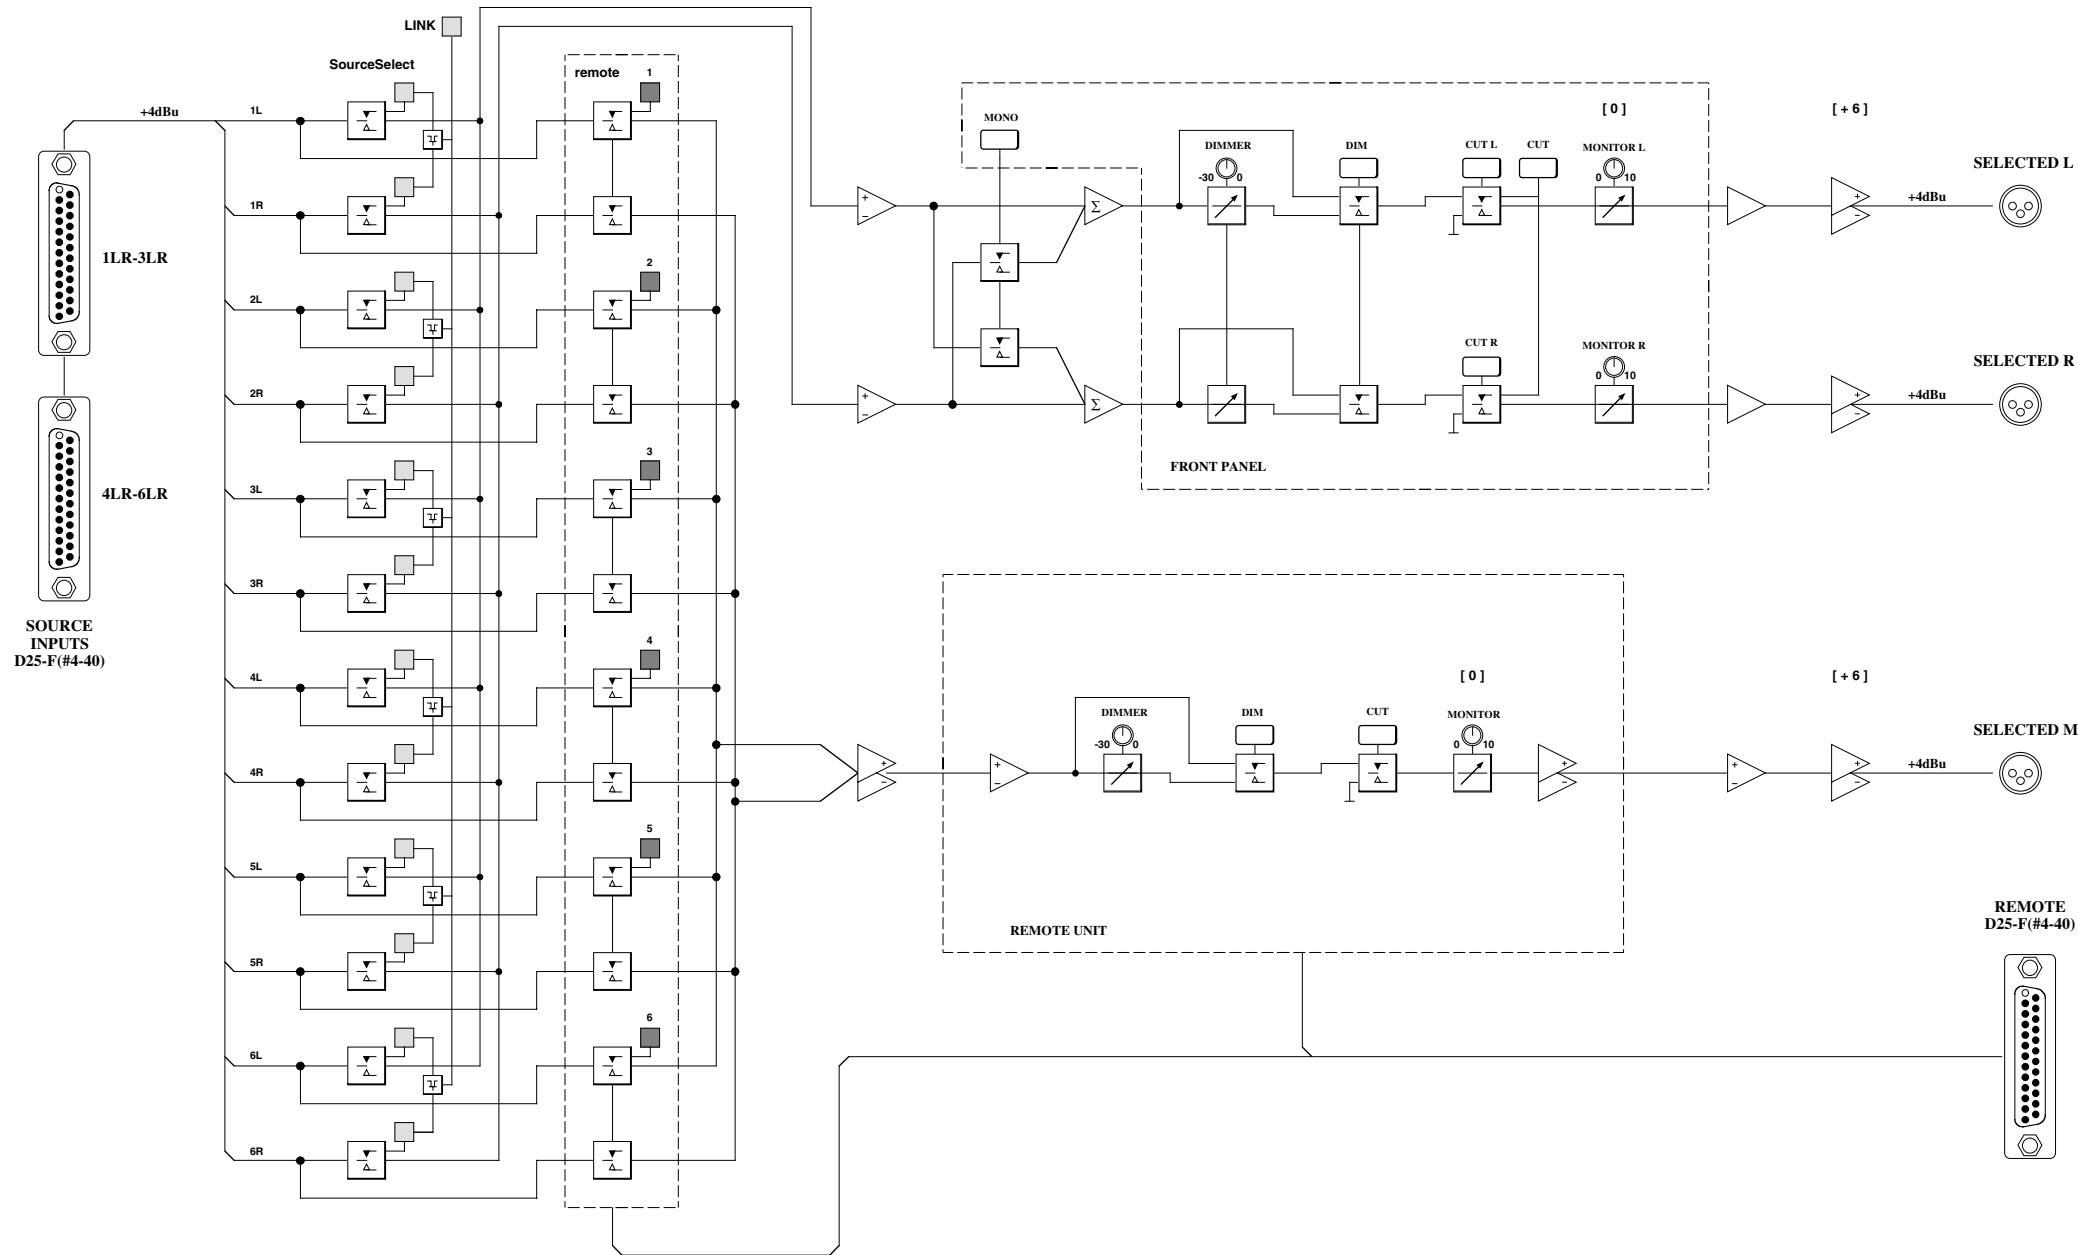 LINK
SourceSelect
remote
1
+4dBu
1L
1R
2
2L
2R
3
3L
3R
4
4L
4R
5
5L
5R
6
6L
6R
1LR-3LR
4LR-6LR
SOURCE
INPUTS
D25-F(#4-40)
MONO
[ 0 ]
[ + 6 ]
DIMMER
-30 0
DIM
CUT L
CUT
MONITOR L
0 10
+
-
Σ
+
-
+4dBu
SELECTED L
CUT R
MONITOR R
0 10
+
-
Σ
+
-
+4dBu
SELECTED R
FRONT PANEL
[ 0 ]
[ + 6 ]
DIMMER
-30 0
DIM
CUT
MONITOR
0 10
+
-
+
-
+
-
+
-
+
-
+4dBu
SELECTED M
REMOTE UNIT
REMOTE
D25-F(#4-40)